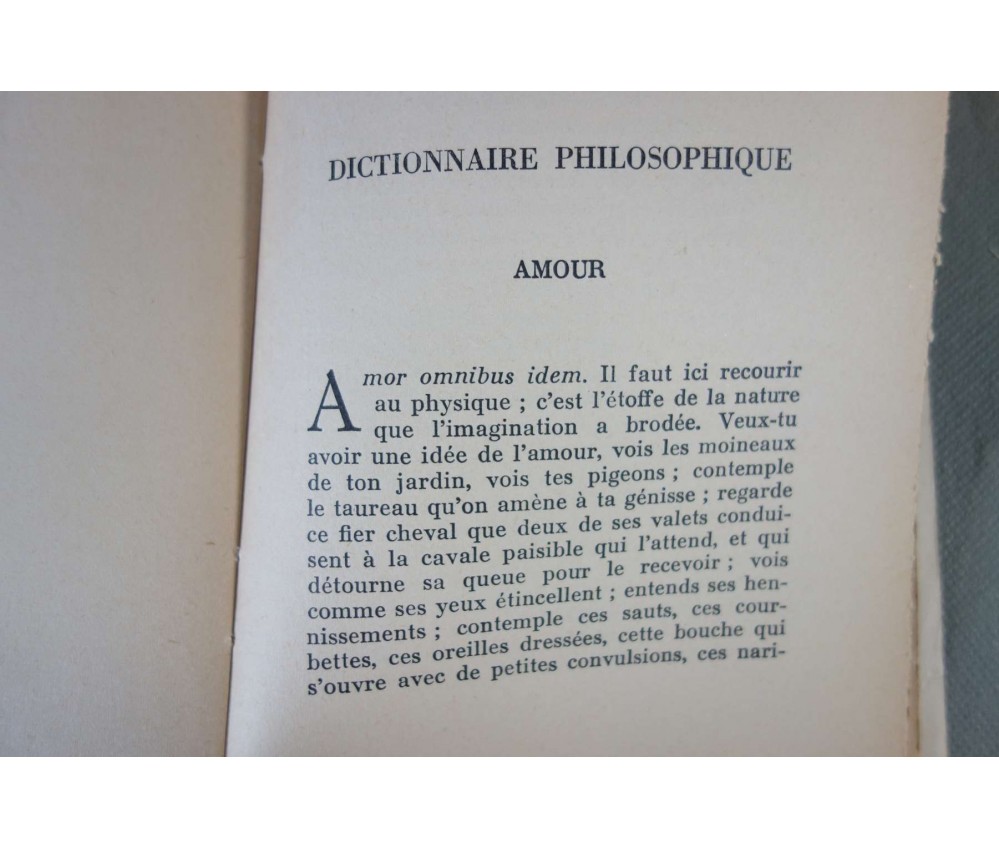 DICTIONNAIRE PHILOSOPHIQUE
AMOUR
Amor omnibus idem. Il faut ici recourir
au physique ; c'est l'étoffe de la nature
que l'imagination a brodée. Veux-tu
avoir une idée de l'amour, vois les moineaux
de ton jardin, vois tes pigeons ; contemple
le taureau qu'on amène à ta génisse ; regarde
ce fier cheval que deux de ses valets condui-
sent à la cavale paisible qui l'attend, et qui
détourne sa queue pour le recevoir ; vois
comme ses yeux étincellent ; entends ses hen-
nissements ; contemple ces sauts, ces cour-
bettes, ces oreilles dressées, cette bouche qui
s'ouvre avec de petites convulsions, ces nari-